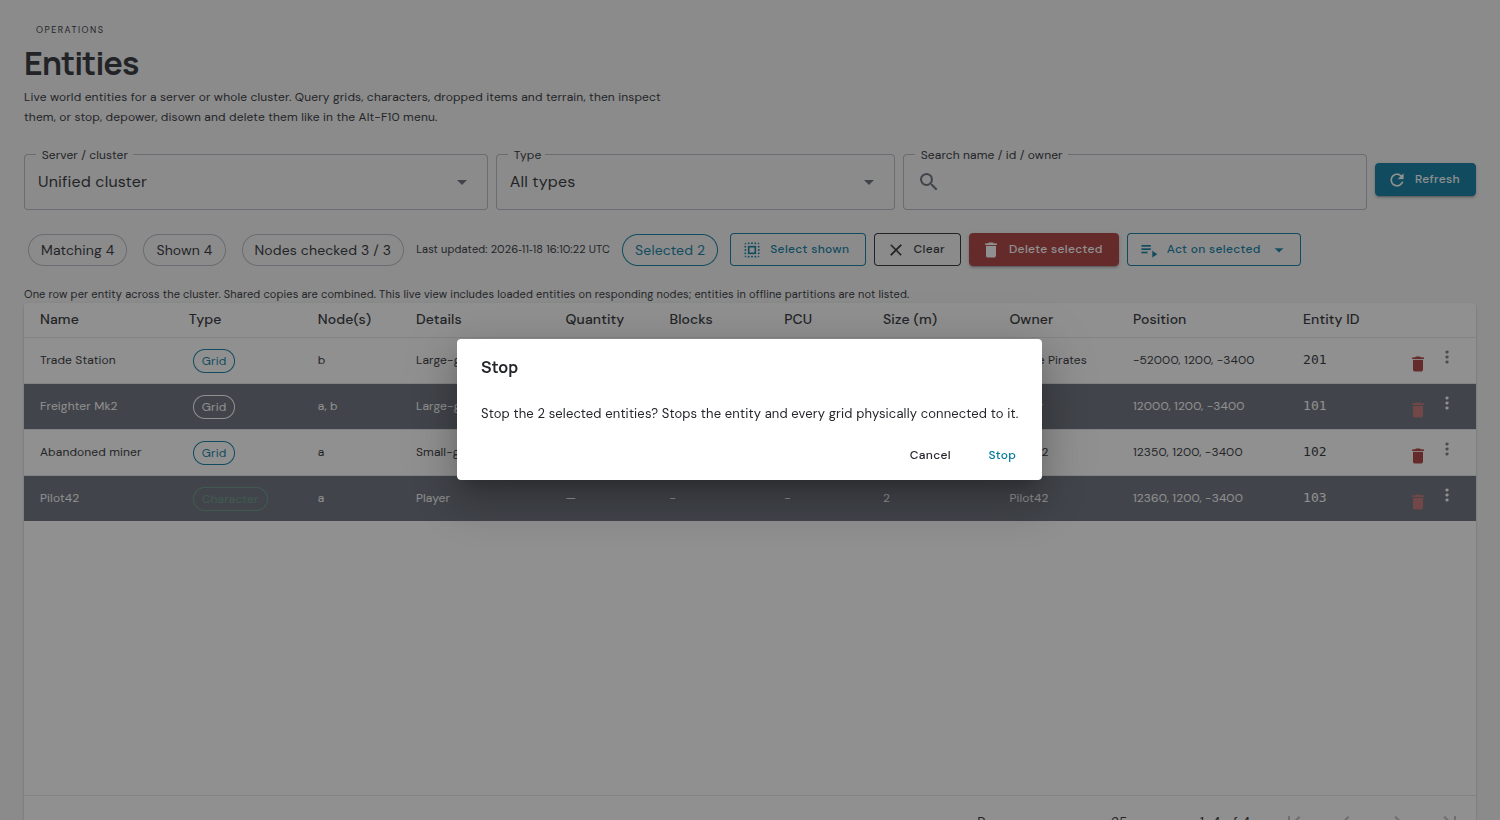 OPERATIONS
Entities
Live world entities for a server or whole cluster. Query grids, characters, dropped items and terrain, then inspect
them, or stop, depower, disown and delete them like in the Alt-F10 menu.
Server / cluster
Unified cluster
Type
All types
Search name / id / owner
Refresh
Matching 4
Shown 4
Nodes checked 3 / 3
Last updated: 2026-11-18 16:10:22 UTC
Selected 2
Select shown
Clear
Delete selected
Act on selected
One row per entity across the cluster. Shared copies are combined. This live view includes loaded entities on responding nodes; entities in offline partitions are not listed.
Name Type Node(s) Details Quantity Blocks PCU Size (m) Owner Position Entity ID
Trade Station Grid b Pirates -52000, 1200, -3400 201
Freighter Mk2 Grid a, b 12000, 1200, -3400 101
Abandoned miner Grid a 12350, 1200, -3400 102
Pilot42 Character a Player — - - 2 Pilot42 12360, 1200, -3400 103
Stop
Stop the 2 selected entities? Stops the entity and every grid physically connected to it.
Cancel
Stop